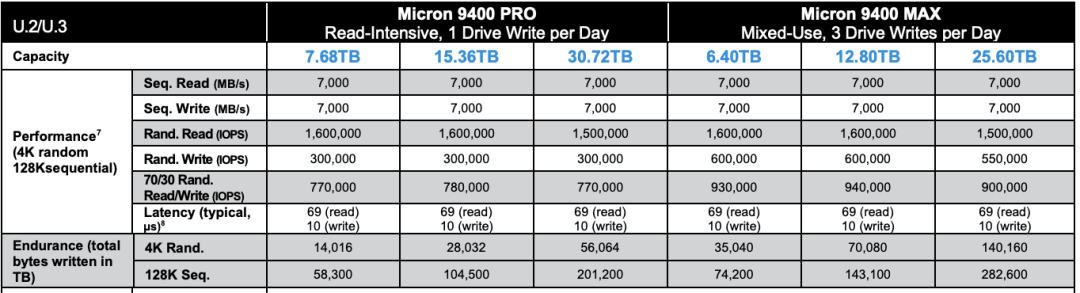 U.2/U.3 Micron 9400 PRO Micron 9400 MAX
Read-Intensive, 1 Drive Write per Day Mixed-Use, 3 Drive Writes per Day
Capacity 7.68TB 15.36TB 30.72TB 6.40TB 12.80TB 25.60TB
Performance7
(4K random
128Ksequential)
Seq. Read (MB/s) 7,000 7,000 7,000 7,000 7,000 7,000
Seq. Write (MB/s) 7,000 7,000 7,000 7,000 7,000 7,000
Rand. Read (IOPS) 1,600,000 1,600,000 1,500,000 1,600,000 1,600,000 1,500,000
Rand. Write (IOPS) 300,000 300,000 300,000 600,000 600,000 550,000
70/30 Rand.
Read/Write (IOPS) 770,000 780,000 770,000 930,000 940,000 900,000
Latency (typical, 69 (read) 69 (read) 69 (read) 69 (read) 69 (read) 69 (read)
µs)8 10 (write) 10 (write) 10 (write) 10 (write) 10 (write) 10 (write)
Endurance (total
bytes written in
TB)
4K Rand. 14,016 28,032 56,064 35,040 70,080 140,160
128K Seq. 58,300 104,500 201,200 74,200 143,100 282,600